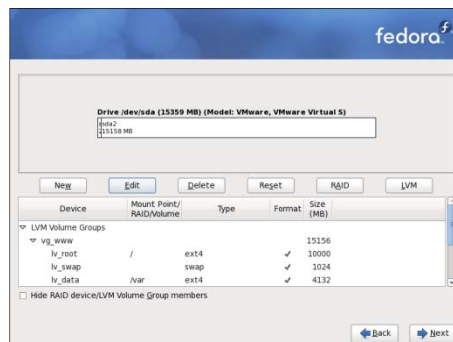 fedora
Drive /dev/sda (15359 MB) (Model: VMware, VMware Virtual S)
sda2
15158 MB
New Edit Delete Reset RAID LVM
Device Mount Point/ RAID/Volume Type Format Size (MB)
LVM Volume Groups
vg_www 15156
lv_root / ext4 ✓ 10000
lv_swap swap ✓ 1024
lv_data /var ext4 ✓ 4132
Hide RAID device/LVM Volume Group members
Back Next